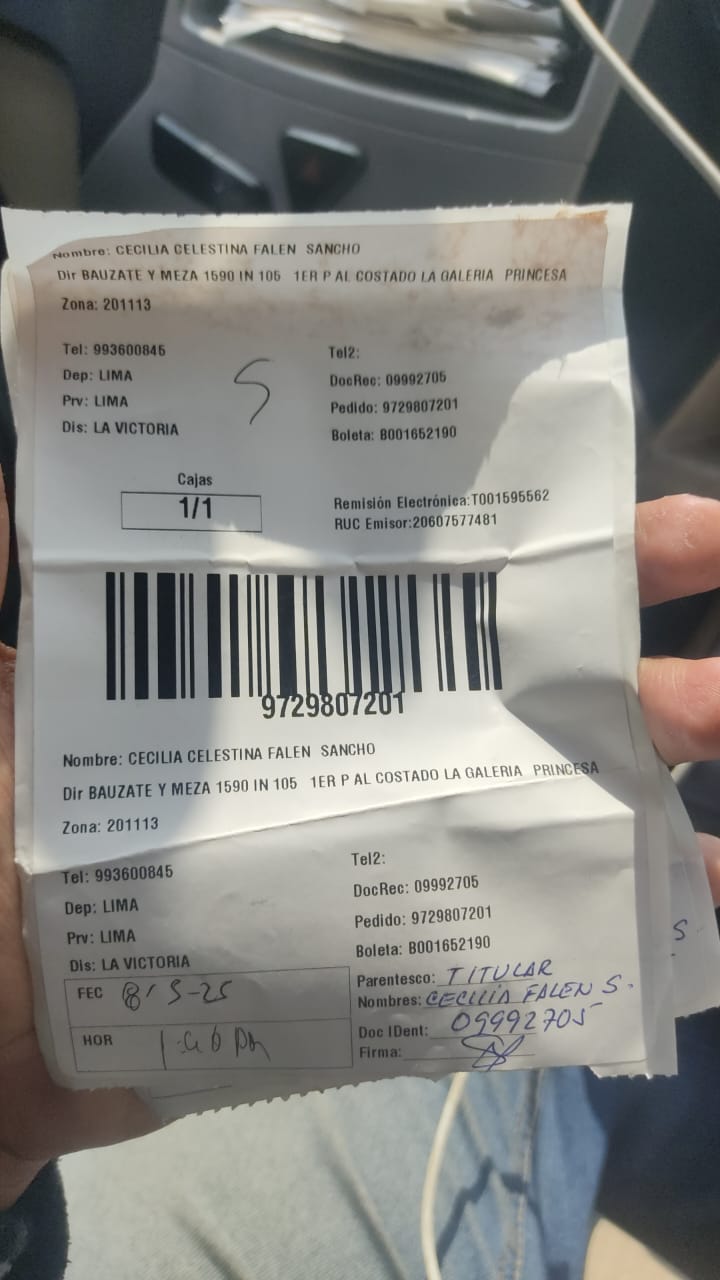 Nombre: CECILIA CELESTINA FALEN SANCHO
Dir BAUZATE Y MEZA 1590 IN 105 1ER P AL COSTADO LA GALERIA PRINCESA
Zona: 201113
Tel: 993600845 Tel2:
Dep: LIMA DocRec: 09992705
Prv: LIMA Pedido: 9729807201
Dis: LA VICTORIA Boleta: B001652190
S
Cajas
1/1
Remisión Electrónica:T001595562
RUC Emisor:20607577481
9729807201
Nombre: CECILIA CELESTINA FALEN SANCHO
Dir BAUZATE Y MEZA 1590 IN 105 1ER P AL COSTADO LA GALERIA PRINCESA
Zona: 201113
Tel: 993600845 Tel2:
Dep: LIMA DocRec: 09992705
Prv: LIMA Pedido: 9729807201
Dis: LA VICTORIA Boleta: B001652190
FEC 8/5-25 Parentesco: TITULAR
Nombres: CECILIA FALEN S.
HOR Doc IDent: 09992705
Firma:
S